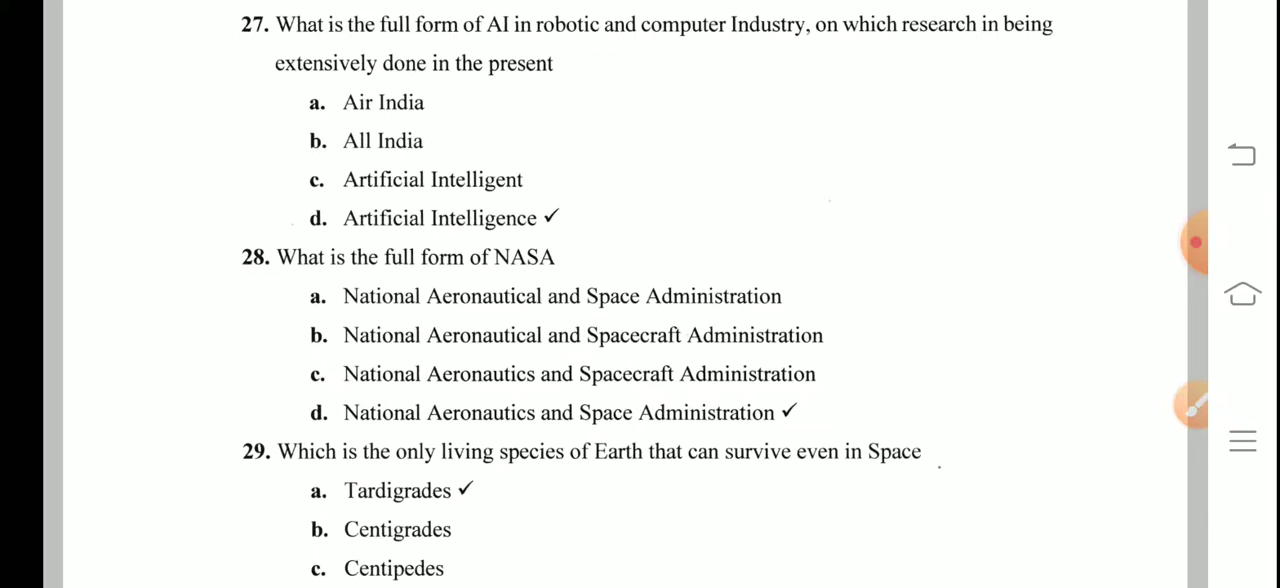 27. What is the full form of AI in robotic and computer Industry, on which research in being
extensively done in the present
a. Air India
b. All India
c. Artificial Intelligent
d. Artificial Intelligence ✓
28. What is the full form of NASA
a. National Aeronautical and Space Administration
b. National Aeronautical and Spacecraft Administration
c. National Aeronautics and Spacecraft Administration
d. National Aeronautics and Space Administration ✓
29. Which is the only living species of Earth that can survive even in Space
a. Tardigrades ✓
b. Centigrades
c. Centipedes